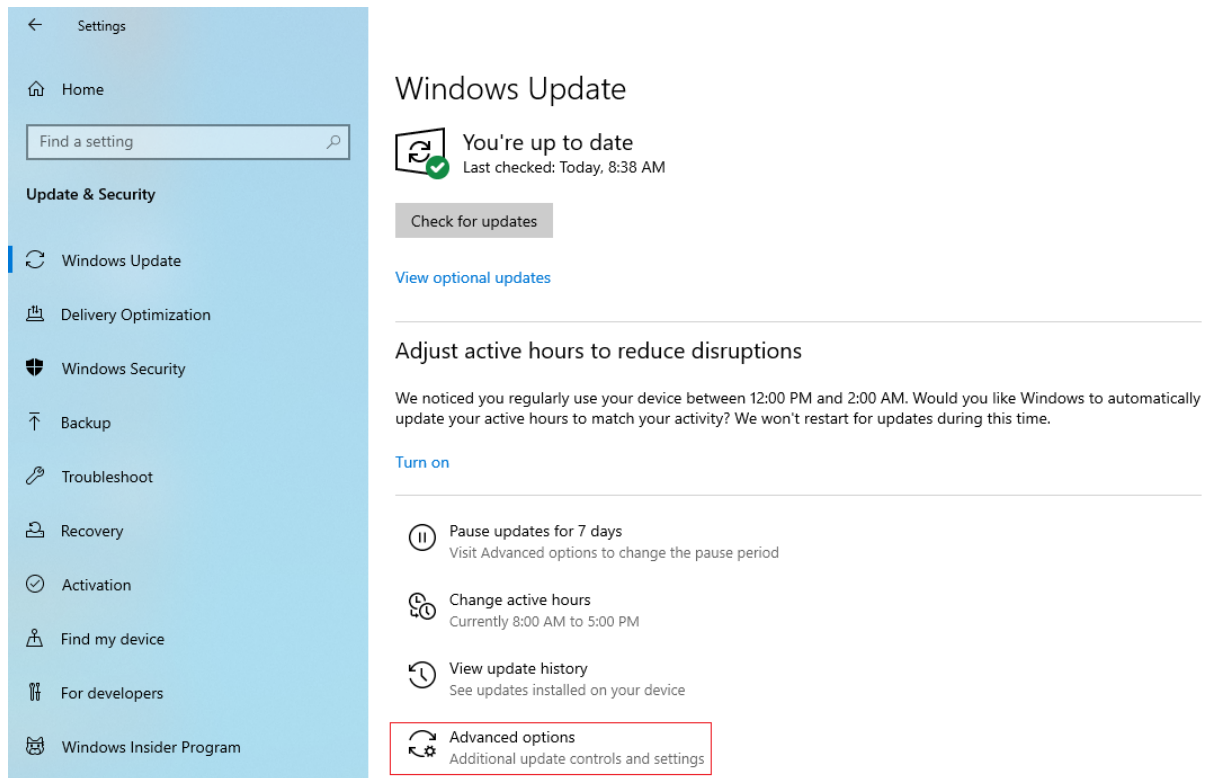 Settings
Home
Find a setting
Update & Security
Windows Update
Delivery Optimization
Windows Security
Backup
Troubleshoot
Recovery
Activation
Find my device
For developers
Windows Insider Program
Windows Update
You're up to date
Last checked: Today, 8:38 AM
Check for updates
View optional updates
Adjust active hours to reduce disruptions
We noticed you regularly use your device between 12:00 PM and 2:00 AM. Would you like Windows to automatically
update your active hours to match your activity? We won't restart for updates during this time.
Turn on
Pause updates for 7 days
Visit Advanced options to change the pause period
Change active hours
Currently 8:00 AM to 5:00 PM
View update history
See updates installed on your device
Advanced options
Additional update controls and settings